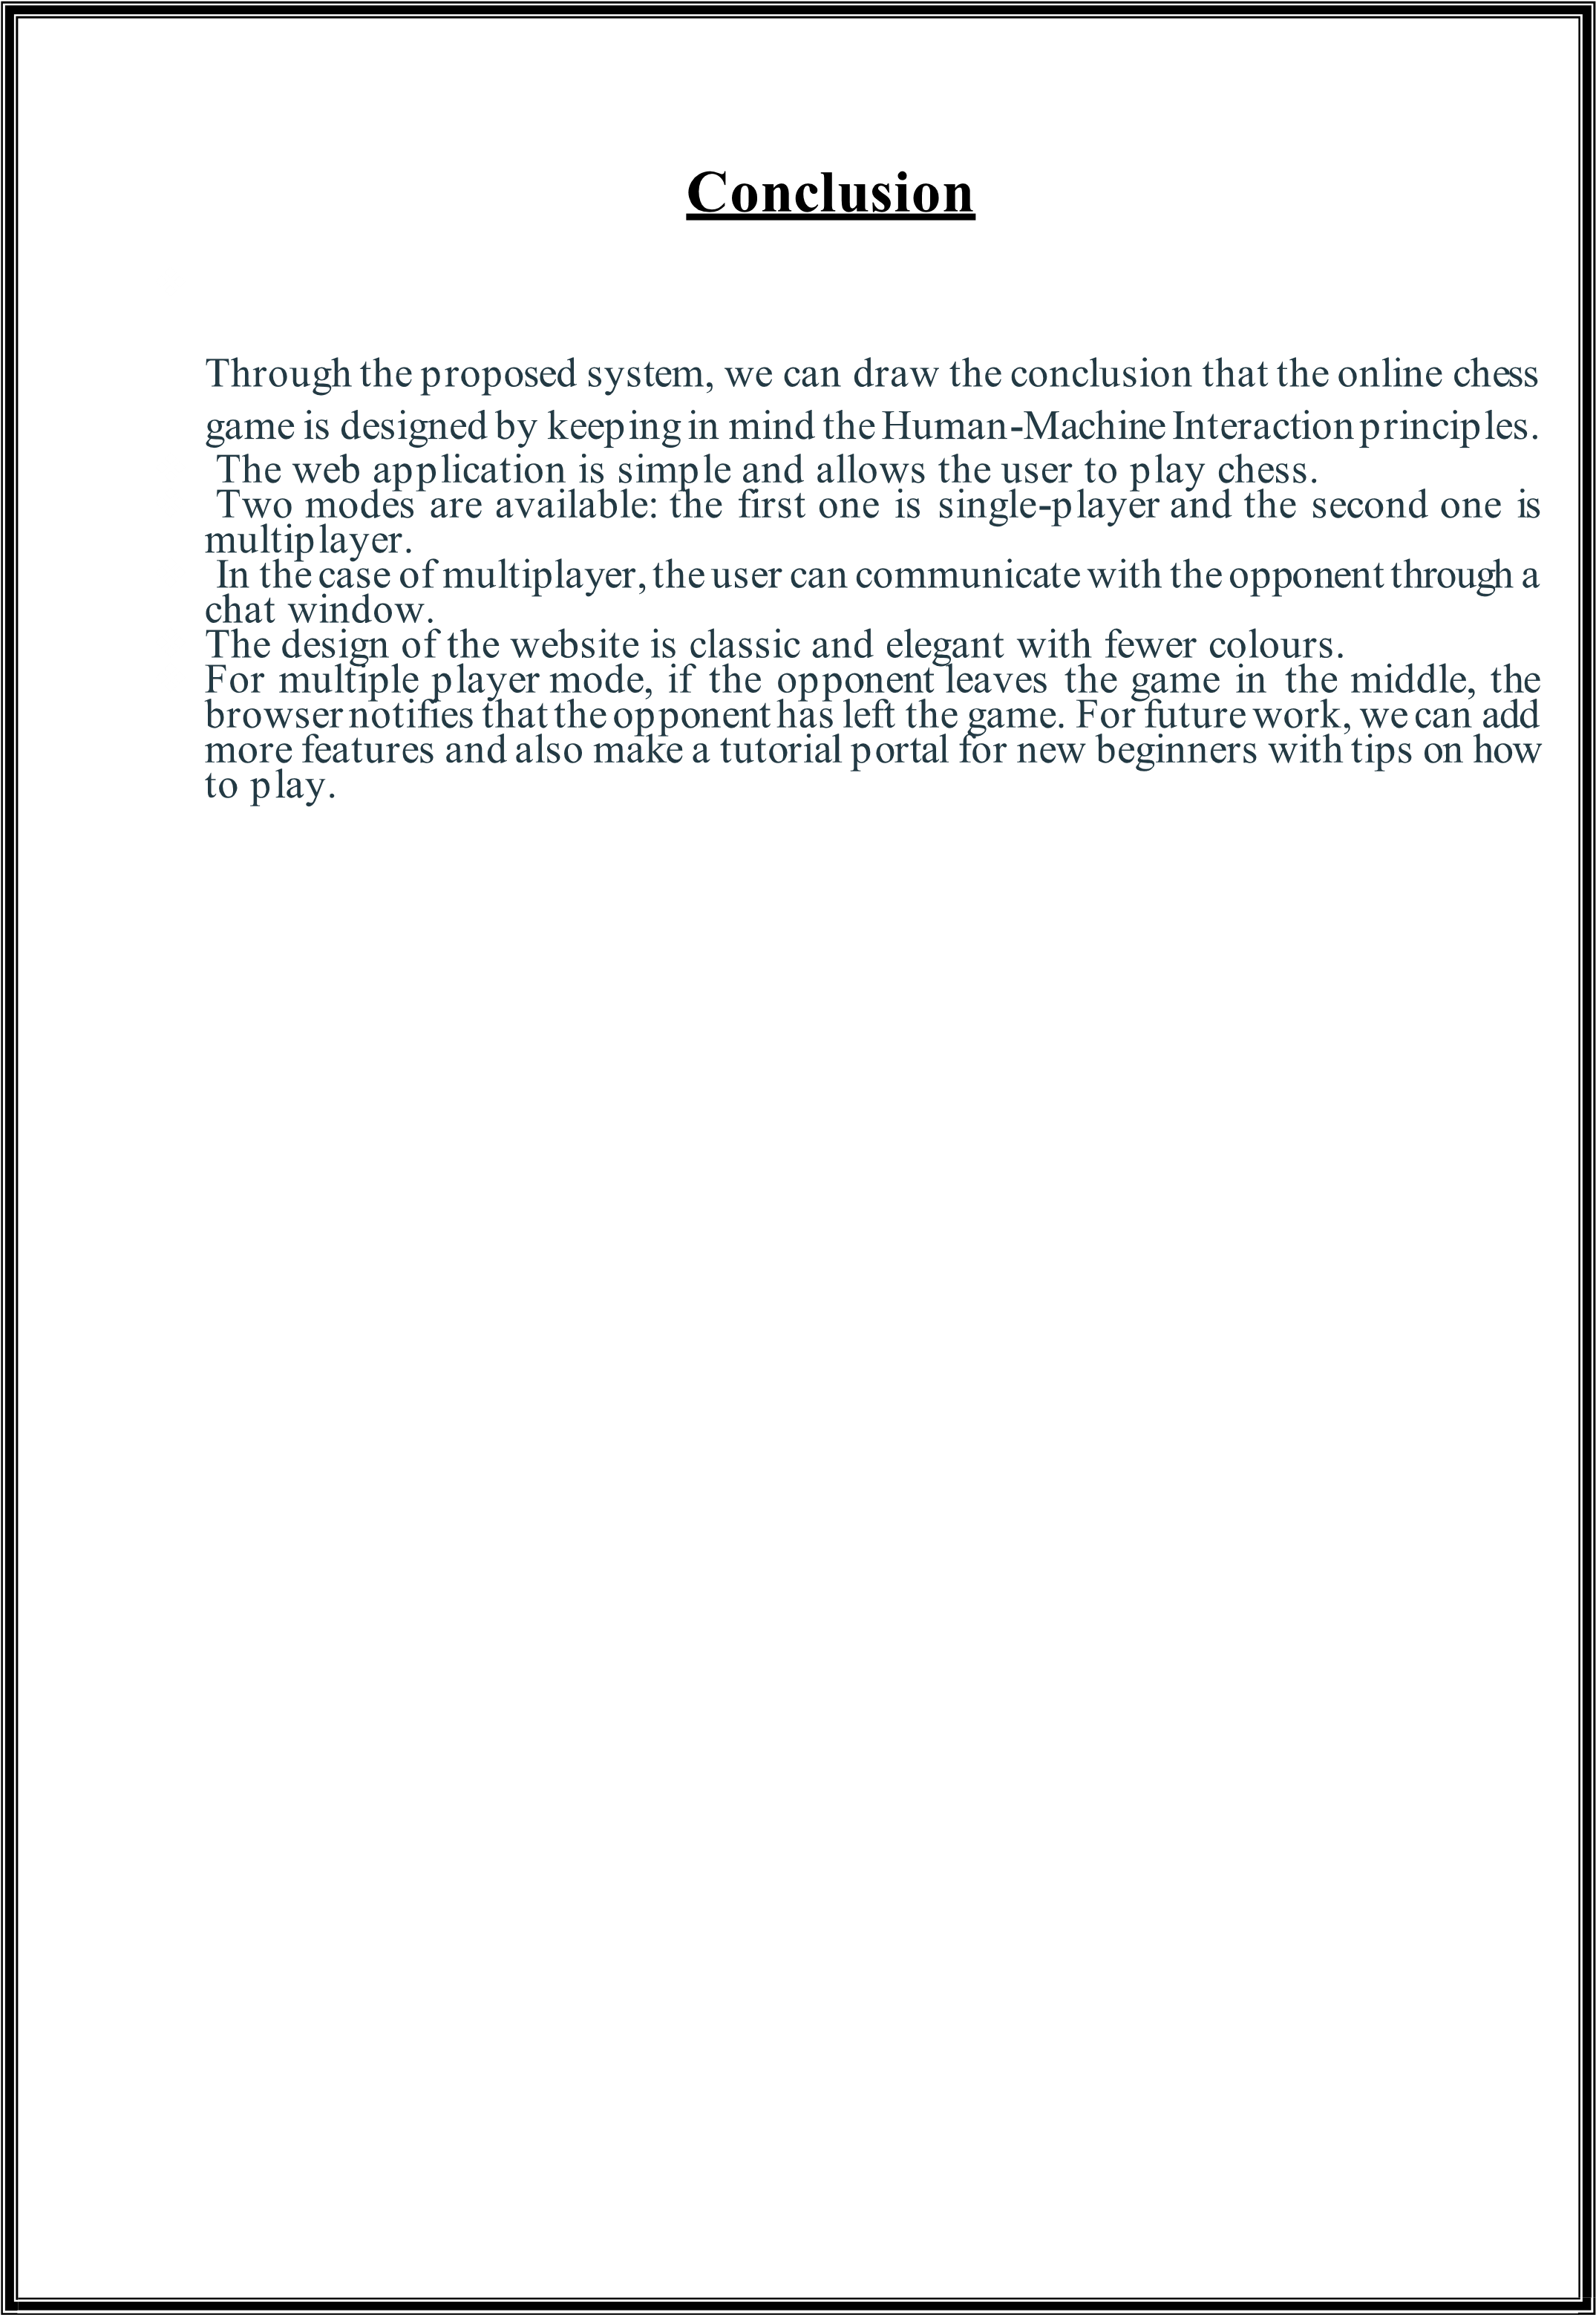 Conclusion
Through the proposed system, we can draw the conclusion that the online chess
game is designed by keeping in mind the Human-Machine Interaction principles.
The web application is simple and allows the user to play chess.
Two modes are available: the first one is single-player and the second one is
multiplayer.
In the case of multiplayer, the user can communicate with the opponent through a
chat window.
The design of the website is classic and elegant with fewer colours.
For multiple player mode, if the opponent leaves the game in the middle, the
browser notifies that the opponent has left the game. For future work, we can add
more features and also make a tutorial portal for new beginners with tips on how
to play.